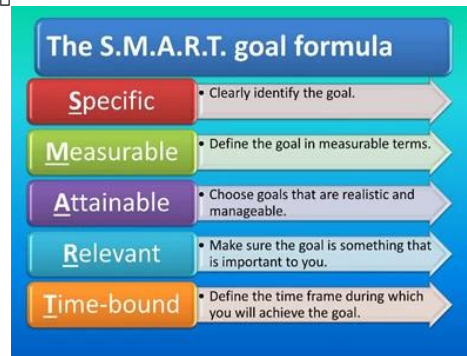 The S.M.A.R.T. goal formula
Specific
• Clearly identify the goal.
Measurable
• Define the goal in measurable terms.
Attainable
• Choose goals that are realistic and
manageable.
Relevant
• Make sure the goal is something that
is important to you.
Time-bound
• Define the time frame during which
you will achieve the goal.